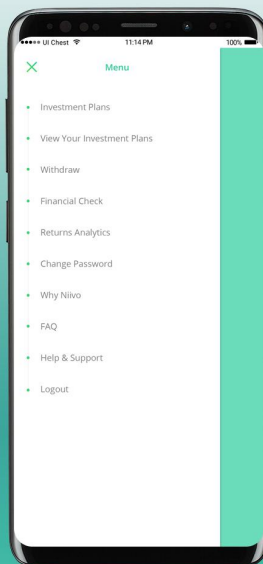 UI Chest 11:14 PM 100%
Menu
Investment Plans
View Your Investment Plans
Withdraw
Financial Check
Returns Analytics
Change Password
Why Niivo
FAQ
Help & Support
Logout